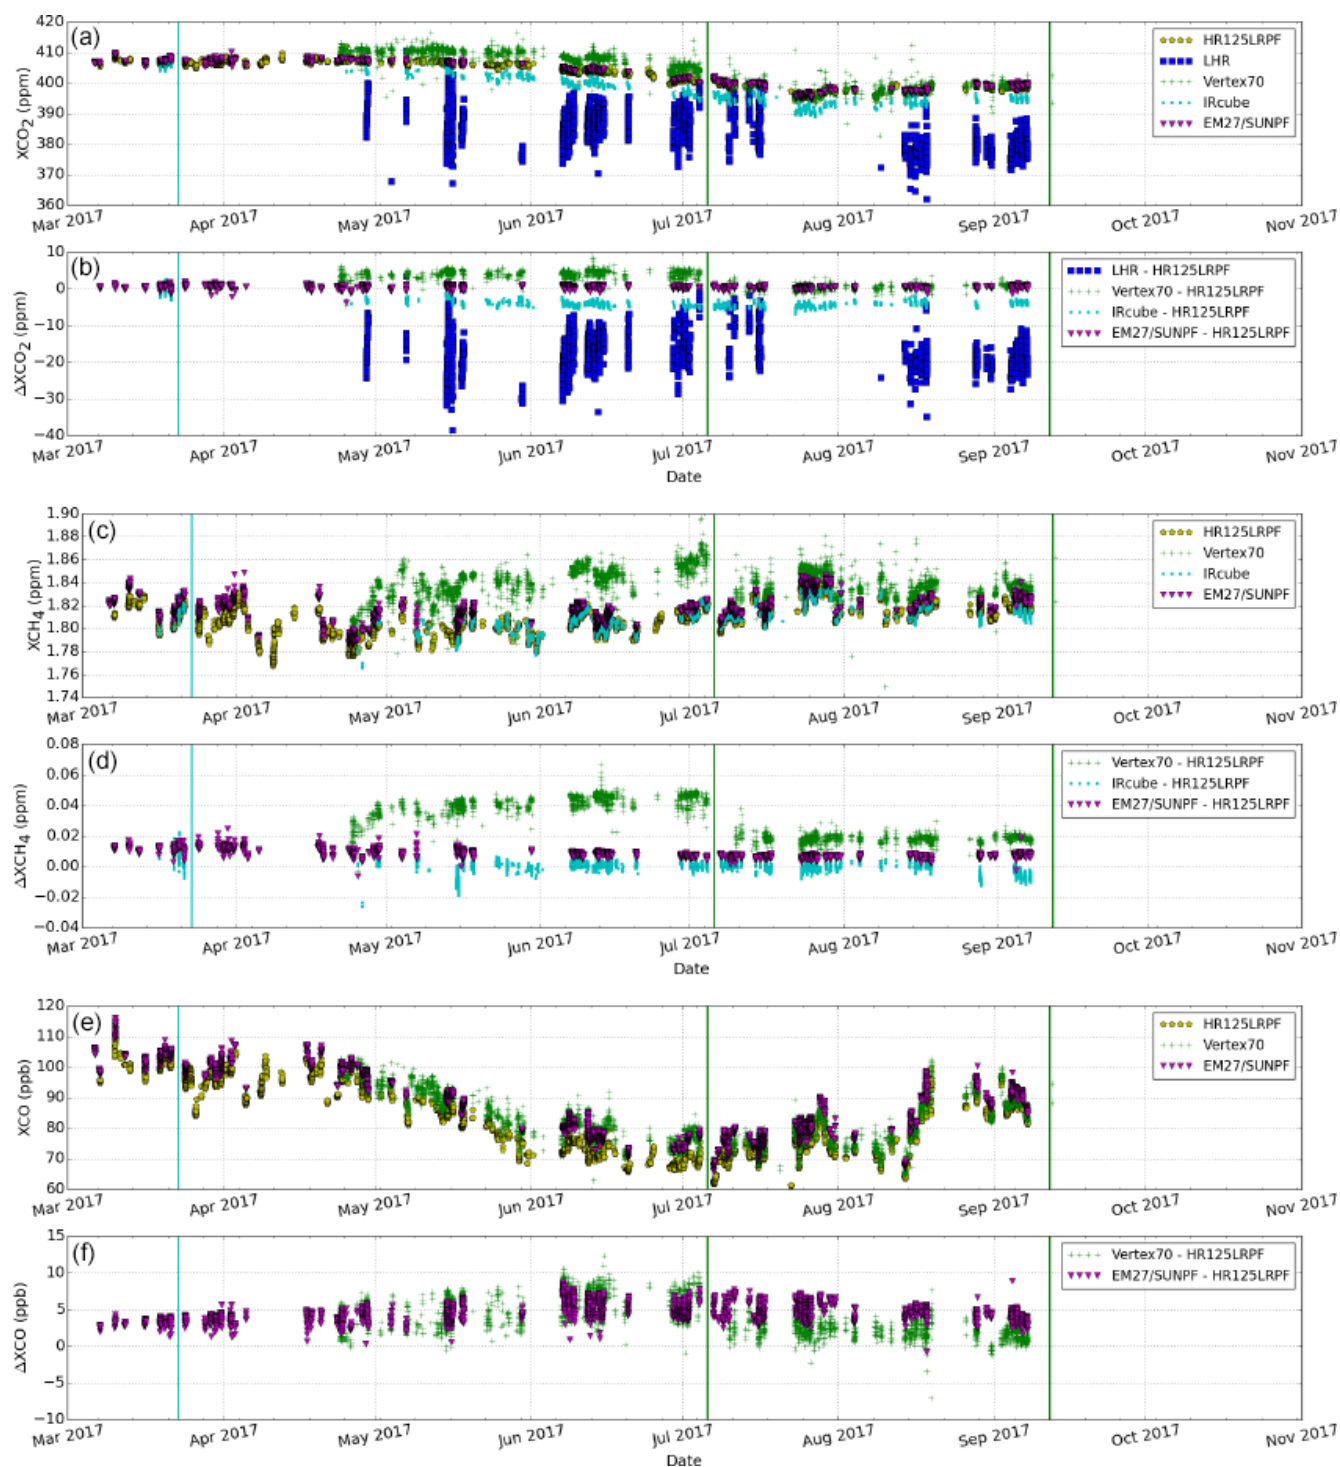 (a)
420
410
400
390
380
370
360
XCO2 (ppm)
HR125LRPF
LHR
Vertex70
IRcube
EM27/SUNPF
Mar 2017 Apr 2017 May 2017 Jun 2017 Jul 2017 Aug 2017 Sep 2017 Oct 2017 Nov 2017
(b)
10
0
−10
−20
−30
−40
ΔXCO2 (ppm)
LHR - HR125LRPF
Vertex70 - HR125LRPF
IRcube - HR125LRPF
EM27/SUNPF - HR125LRPF
Mar 2017 Apr 2017 May 2017 Jun 2017 Jul 2017 Aug 2017 Sep 2017 Oct 2017 Nov 2017
Date
(c)
1.90
1.88
1.86
1.84
1.82
1.80
1.78
1.76
1.74
XCH4 (ppm)
HR125LRPF
Vertex70
IRcube
EM27/SUNPF
Mar 2017 Apr 2017 May 2017 Jun 2017 Jul 2017 Aug 2017 Sep 2017 Oct 2017 Nov 2017
(d)
0.08
0.06
0.04
0.02
0.00
−0.02
−0.04
ΔXCH4 (ppm)
Vertex70 - HR125LRPF
IRcube - HR125LRPF
EM27/SUNPF - HR125LRPF
Mar 2017 Apr 2017 May 2017 Jun 2017 Jul 2017 Aug 2017 Sep 2017 Oct 2017 Nov 2017
Date
(e)
120
110
100
90
80
70
60
XCO (ppb)
HR125LRPF
Vertex70
EM27/SUNPF
Mar 2017 Apr 2017 May 2017 Jun 2017 Jul 2017 Aug 2017 Sep 2017 Oct 2017 Nov 2017
(f)
15
10
5
0
−5
−10
ΔXCO (ppb)
Vertex70 - HR125LRPF
EM27/SUNPF - HR125LRPF
Mar 2017 Apr 2017 May 2017 Jun 2017 Jul 2017 Aug 2017 Sep 2017 Oct 2017 Nov 2017
Date